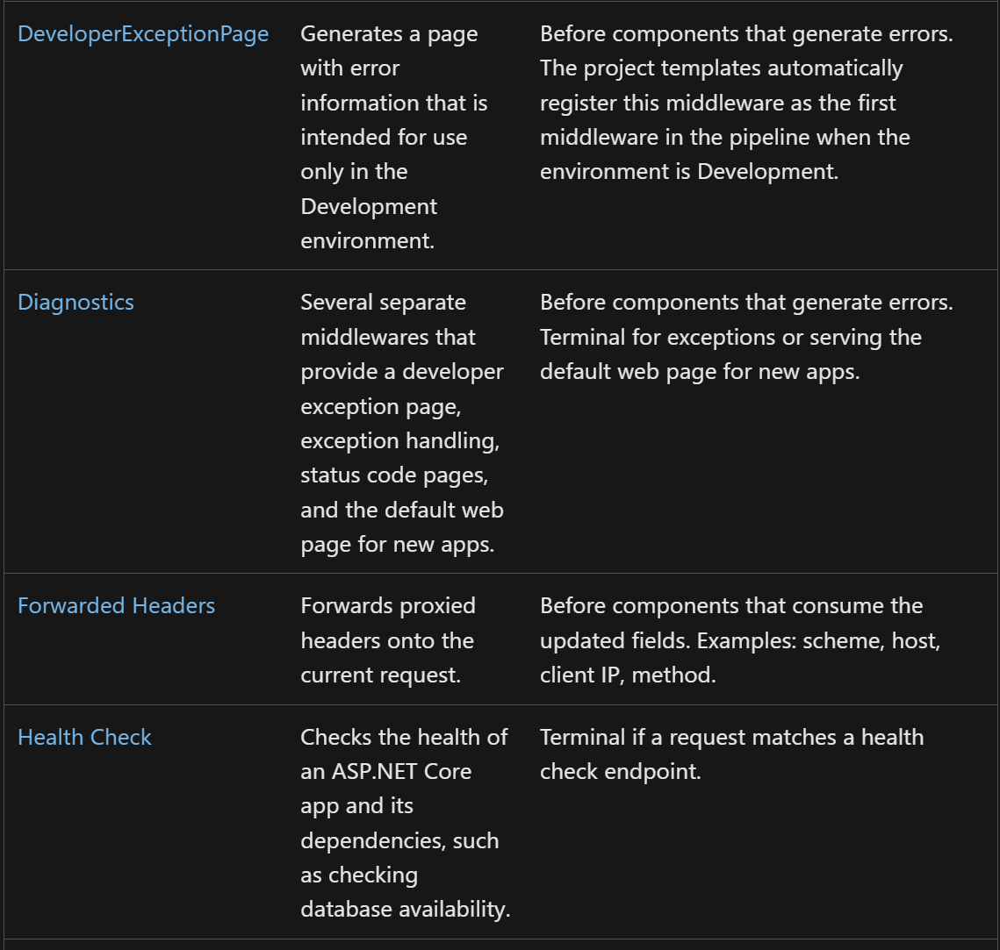 DeveloperExceptionPage
Generates a page
with error
information that is
intended for use
only in the
Development
environment.
Before components that generate errors.
The project templates automatically
register this middleware as the first
middleware in the pipeline when the
environment is Development.
Diagnostics
Several separate
middlewares that
provide a developer
exception page,
exception handling,
status code pages,
and the default web
page for new apps.
Before components that generate errors.
Terminal for exceptions or serving the
default web page for new apps.
Forwarded Headers
Forwards proxied
headers onto the
current request.
Before components that consume the
updated fields. Examples: scheme, host,
client IP, method.
Health Check
Checks the health of
an ASP.NET Core
app and its
dependencies, such
as checking
database availability.
Terminal if a request matches a health
check endpoint.